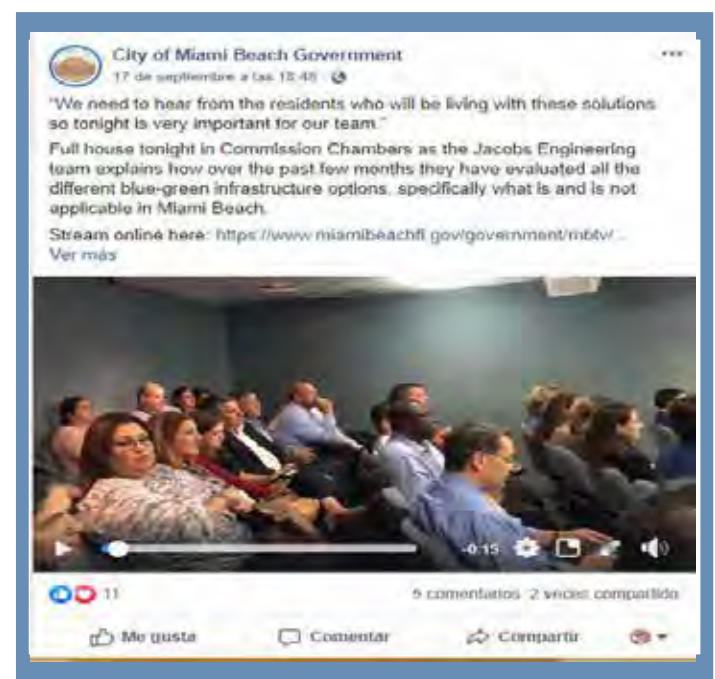 City of Miami Beach Government
17 de septiembre a las 18:48
"We need to hear from the residents who will be living with these solutions
so tonight is very important for our team."
Full house tonight in Commission Chambers as the Jacobs Engineering
team explains how over the past few months they have evaluated all the
different blue-green infrastructure options, specifically what is and is not
applicable in Miami Beach.
Stream online here: https://www.miamibeachfl.gov/government/mbtv/...
Ver más
-0:15
11
5 comentarios 2 veces compartido
Me gusta
Comentar
Compartir